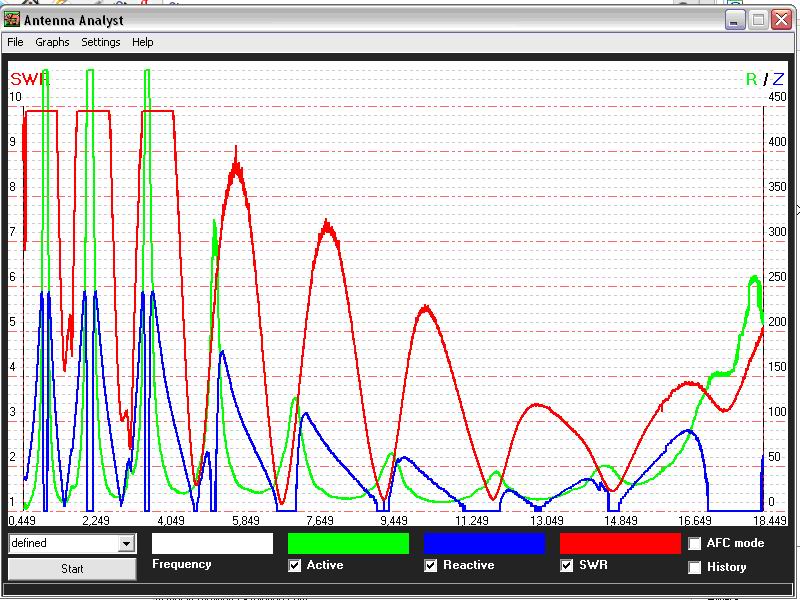 Antenna Analyst
File Graphs Settings Help
SWR R / Z
10 450
9 400
8 350
7 300
6 250
5 200
4 150
3 100
2 50
1 0
0,449 2,249 4,049 5,849 7,649 9,449 11,249 13,049 14,849 16,649 18,449
defined AFC mode
Frequency Active Reactive SWR
Start History